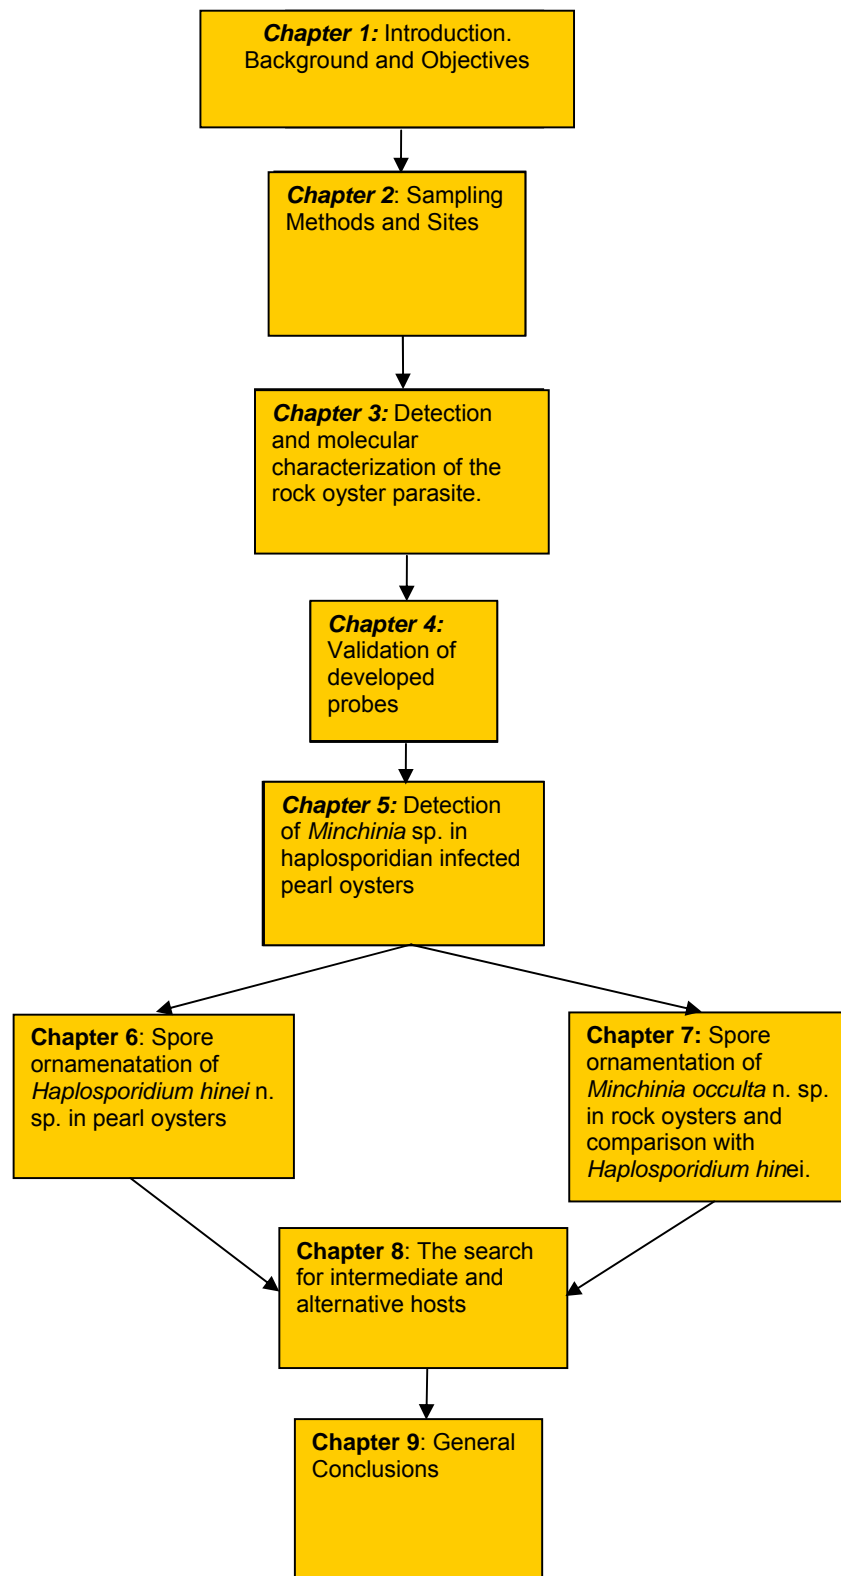 Chapter 1: Introduction.
Background and Objectives
Chapter 2: Sampling
Methods and Sites
Chapter 3: Detection
and molecular
characterization of the
rock oyster parasite.
Chapter 4:
Validation of
developed
probes
Chapter 5: Detection
of Minchinia sp. in
haplosporidian infected
pearl oysters
Chapter 6: Spore
ornamenatation of
Haplosporidium hinei n.
sp. in pearl oysters
Chapter 7: Spore
ornamentation of
Minchinia occulta n. sp.
in rock oysters and
comparison with
Haplosporidium hinei.
Chapter 8: The search
for intermediate and
alternative hosts
Chapter 9: General
Conclusions